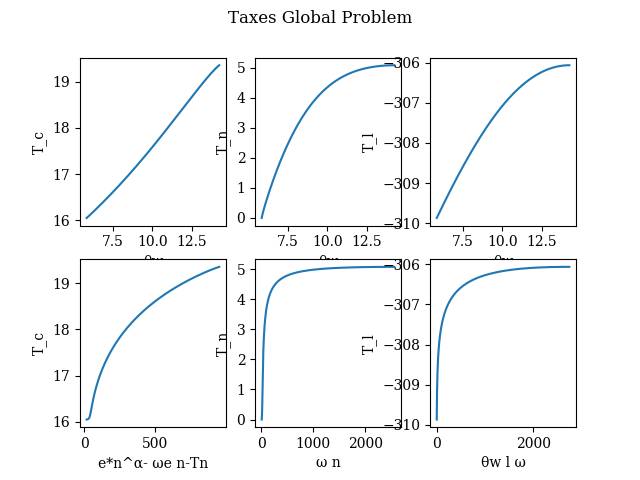 Taxes Global Problem
19
18
17
16
T_c
7.5 10.0 12.5
5
4
3
2
1
0
T_n
7.5 10.0 12.5
−306
−307
−308
−309
−310
T_l
7.5 10.0 12.5
19
18
17
16
T_c
0 500
e*n^α- ωe n-Tn
5
4
3
2
1
0
T_n
0 1000 2000
ω n
−306
−307
−308
−309
−310
T_l
0 2000
θw l ω